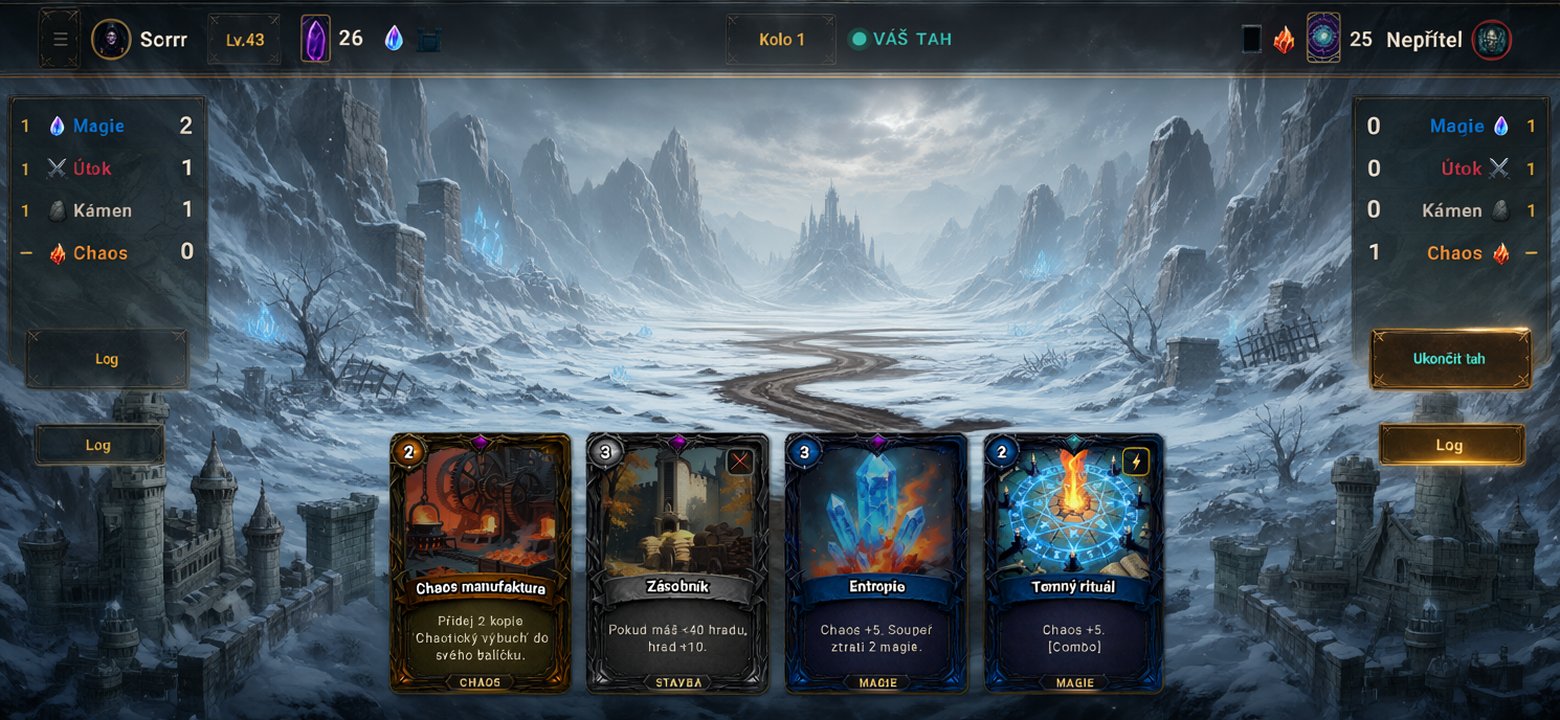 Sorrr
Lv.43
26
Kolo 1
VÁŠ TAH
25
Nepřítel
1 Magie 2
1 Útok 1
1 Kámen 1
– Chaos 0
Log
Log
0 Magie 1
0 Útok 1
0 Kámen 1
1 Chaos –
Ukončit tah
Log
2
Chaos manufaktura
Přidej 2 kopie
'Chaotický výbuch' do
svého balíčku.
CHAOS
3
Zásobník
Pokud máš <40 hradu,
hrad +10.
STAVBA
3
Entropie
Chaos +5. Soupeř
ztratí 2 magie.
MAGIE
2
Temný rituál
Chaos +5.
[Combo]
MAGIE